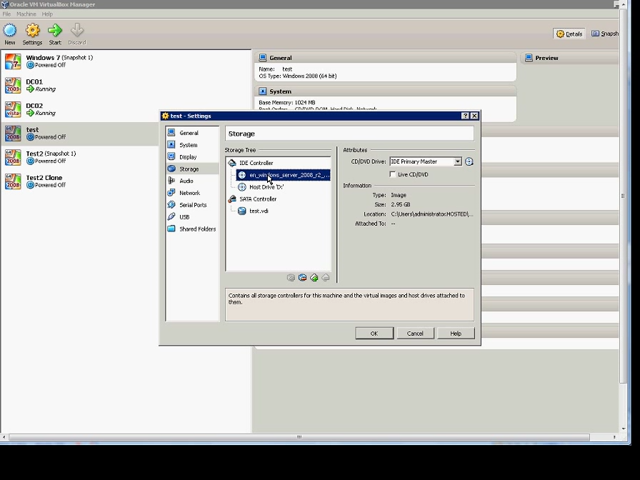 Oracle VM VirtualBox Manager
File Machine Help
New Settings Start Discard
Details
Snapsh
Windows 7 (Snapshot 1)
Powered Off
DC01
Running
DC02
Running
test
Powered Off
Test2 (Snapshot 1)
Powered Off
Test2 Clone
Powered Off
General
Name: test
OS Type: Windows 2008 (64 bit)
System
Base Memory: 1024 MB
Preview
test - Settings
General
System
Display
Storage
Audio
Network
Serial Ports
USB
Shared Folders
Storage
Storage Tree
IDE Controller
en_windows_server_2008_r2_...
Host Drive 'D:'
SATA Controller
test.vdi
Attributes
CD/DVD Drive: IDE Primary Master
Live CD/DVD
Information
Type: Image
Size: 2.95 GB
Location: C:\Users\administrator.HOSTED\...
Attached To: --
Contains all storage controllers for this machine and the virtual images and host drives attached to
them.
OK Cancel Help